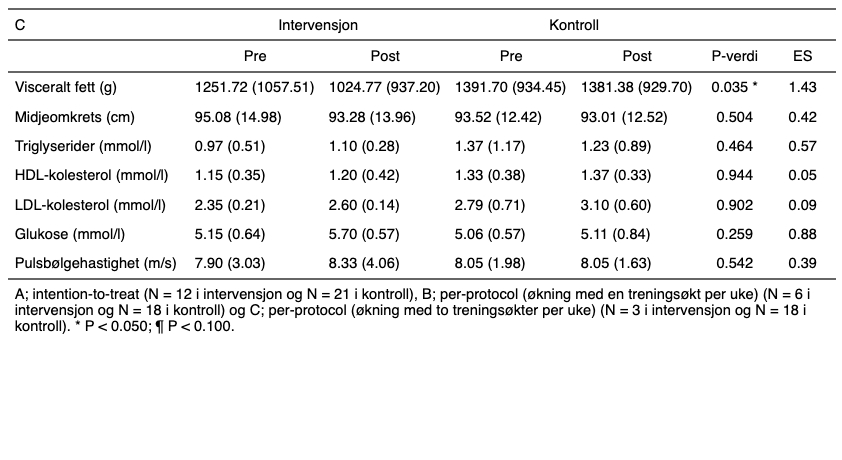 C Intervensjon Kontroll
Pre Post Pre Post P-verdi ES
Visceralt fett (g) 1251.72 (1057.51) 1024.77 (937.20) 1391.70 (934.45) 1381.38 (929.70) 0.035 * 1.43
Midjeomkrets (cm) 95.08 (14.98) 93.28 (13.96) 93.52 (12.42) 93.01 (12.52) 0.504 0.42
Triglyserider (mmol/l) 0.97 (0.51) 1.10 (0.28) 1.37 (1.17) 1.23 (0.89) 0.464 0.57
HDL-kolesterol (mmol/l) 1.15 (0.35) 1.20 (0.42) 1.33 (0.38) 1.37 (0.33) 0.944 0.05
LDL-kolesterol (mmol/l) 2.35 (0.21) 2.60 (0.14) 2.79 (0.71) 3.10 (0.60) 0.902 0.09
Glukose (mmol/l) 5.15 (0.64) 5.70 (0.57) 5.06 (0.57) 5.11 (0.84) 0.259 0.88
Pulsbølgehastighet (m/s) 7.90 (3.03) 8.33 (4.06) 8.05 (1.98) 8.05 (1.63) 0.542 0.39
A; intention-to-treat (N = 12 i intervensjon og N = 21 i kontroll), B; per-protocol (økning med en treningsøkt per uke) (N = 6 i
intervensjon og N = 18 i kontroll) og C; per-protocol (økning med to treningsøkter per uke) (N = 3 i intervensjon og N = 18 i
kontroll). * P < 0.050; ¶ P < 0.100.